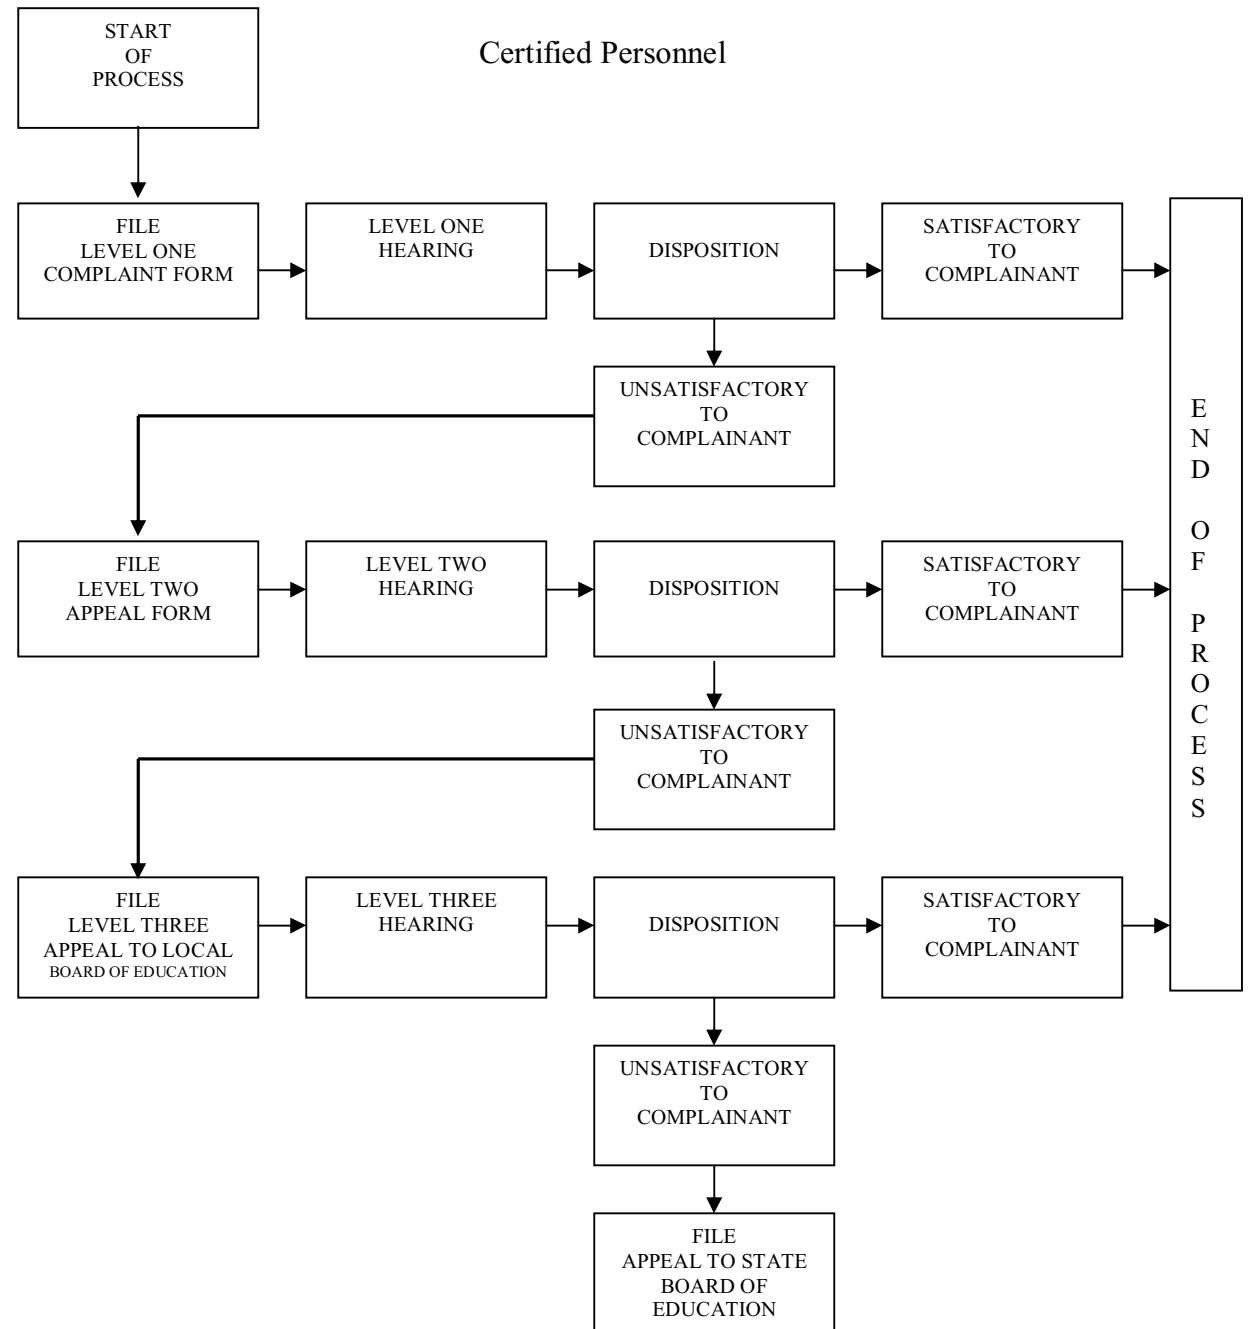 START
OF
PROCESS
Certified Personnel
FILE
LEVEL ONE
COMPLAINT FORM
LEVEL ONE
HEARING
DISPOSITION
SATISFACTORY
TO
COMPLAINANT
UNSATISFACTORY
TO
COMPLAINANT
FILE
LEVEL TWO
APPEAL FORM
LEVEL TWO
HEARING
DISPOSITION
SATISFACTORY
TO
COMPLAINANT
UNSATISFACTORY
TO
COMPLAINANT
FILE
LEVEL THREE
APPEAL TO LOCAL
BOARD OF EDUCATION
LEVEL THREE
HEARING
DISPOSITION
SATISFACTORY
TO
COMPLAINANT
UNSATISFACTORY
TO
COMPLAINANT
FILE
APPEAL TO STATE
BOARD OF
EDUCATION
END OF PROCESS